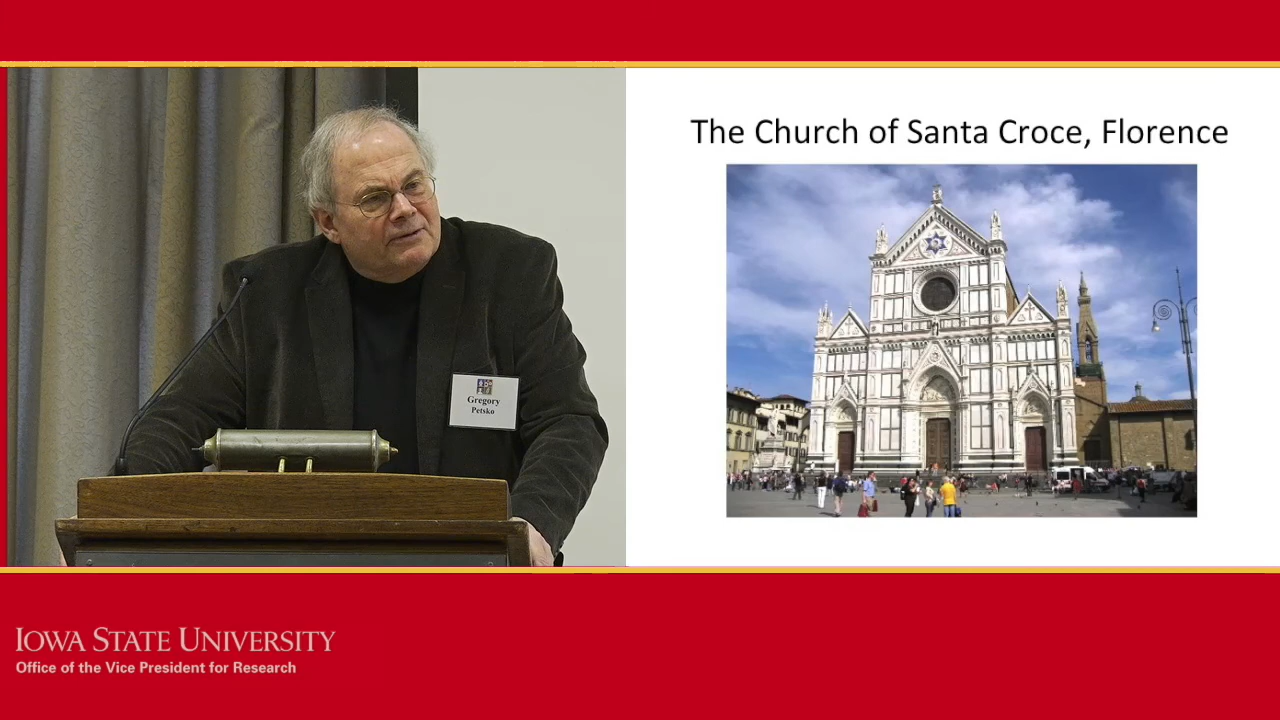 The Church of Santa Croce, Florence
Gregory
Petsko
IOWA STATE UNIVERSITY
Office of the Vice President for Research